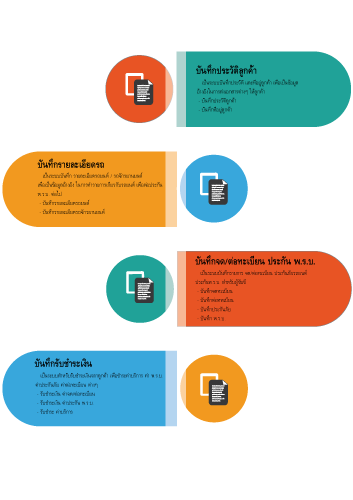 บันทึกประวัติลูกค้า
เป็นระบบบันทึกประวัติ และที่อยู่ลูกค้า เพื่อเป็นข้อมูล
อ้างอิงในการต่อเอกสารต่างๆ ให้ลูกค้า
- บันทึกประวัติลูกค้า
- บันทึกที่อยู่ลูกค้า
บันทึกรายละเอียดรถ
เป็นระบบบันทึก รายละเอียดรถยนต์ / รถจักรยานยนต์
เพื่อเป็นข้อมูลอ้างอิง ในการทำรายการเกี่ยวกับรถยนต์ เพื่อต่อประกัน
พ.ร.บ. ต่อไป
- บันทึกรายละเอียดรถยนต์
- บันทึกรายละเอียดรถจักรยานยนต์
บันทึกจด/ต่อทะเบียน ประกัน พ.ร.บ.
เป็นระบบบันทึกรายการ จด/ต่อทะเบียน ประกันภัยรถยนต์
ประกันพ.ร.บ. สำหรับผู้ขับขี่
- บันทึกจดทะเบียน
- บันทึกต่อทะเบียน
- บันทึกประกันภัย
- บันทึก พ.ร.บ
บันทึกรับชำระเงิน
เป็นระบบสำหรับรับชำระเงินจากลูกค้า เพื่อชำระค่าบริการ ค่า พ.ร.บ.
ค่าประกันภัย ค่าต่อทะเบียน ต่างๆ
- รับชำระเงิน ค่าจดต่อทะเบียน
- รับชำระเงิน ค่าประกัน พ.ร.บ.
- รับชำระ ค่าบริการ